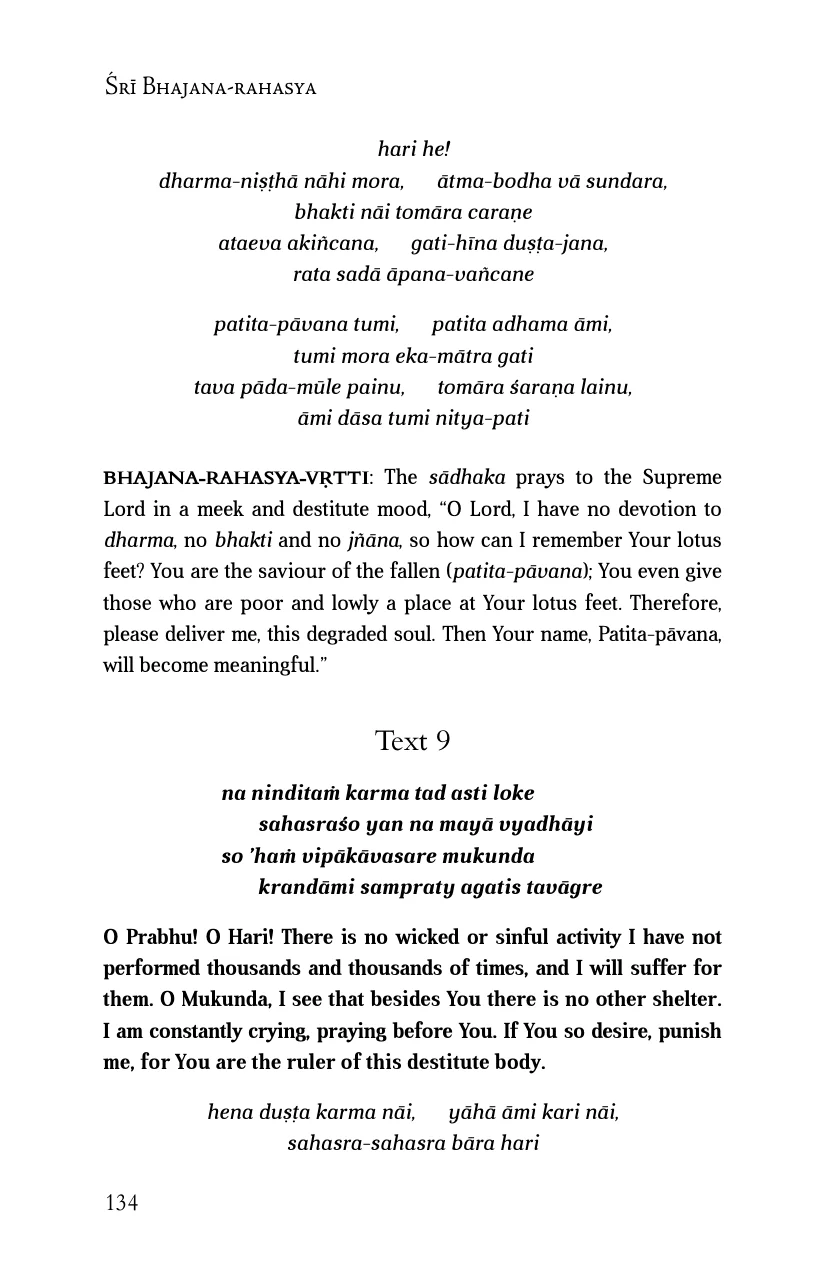 Śrī Bhajana-rahasya
hari he!
dharma-niṣṭhā nāhi mora, ātma-bodha vā sundara,
bhakti nāi tomāra caraṇe
ataeva akiñcana, gati-hīna duṣṭa-jana,
rata sadā āpana-vañcane
patita-pāvana tumi, patita adhama āmi,
tumi mora eka-mātra gati
tava pāda-mūle painu, tomāra śaraṇa lainu,
āmi dāsa tumi nitya-pati
BHAJANA-RAHASYA-VṚTTI: The sādhaka prays to the Supreme
Lord in a meek and destitute mood, “O Lord, I have no devotion to
dharma, no bhakti and no jñāna, so how can I remember Your lotus
feet? You are the saviour of the fallen (patita-pāvana); You even give
those who are poor and lowly a place at Your lotus feet. Therefore,
please deliver me, this degraded soul. Then Your name, Patita-pāvana,
will become meaningful.”
Text 9
na ninditaṁ karma tad asti loke
sahasraśo yan na mayā vyadhāyi
so ’haṁ vipākāvasare mukunda
krandāmi sampraty agatis tavāgre
O Prabhu! O Hari! There is no wicked or sinful activity I have not
performed thousands and thousands of times, and I will suffer for
them. O Mukunda, I see that besides You there is no other shelter.
I am constantly crying, praying before You. If You so desire, punish
me, for You are the ruler of this destitute body.
hena duṣṭa karma nāi, yāhā āmi kari nāi,
sahasra-sahasra bāra hari
134